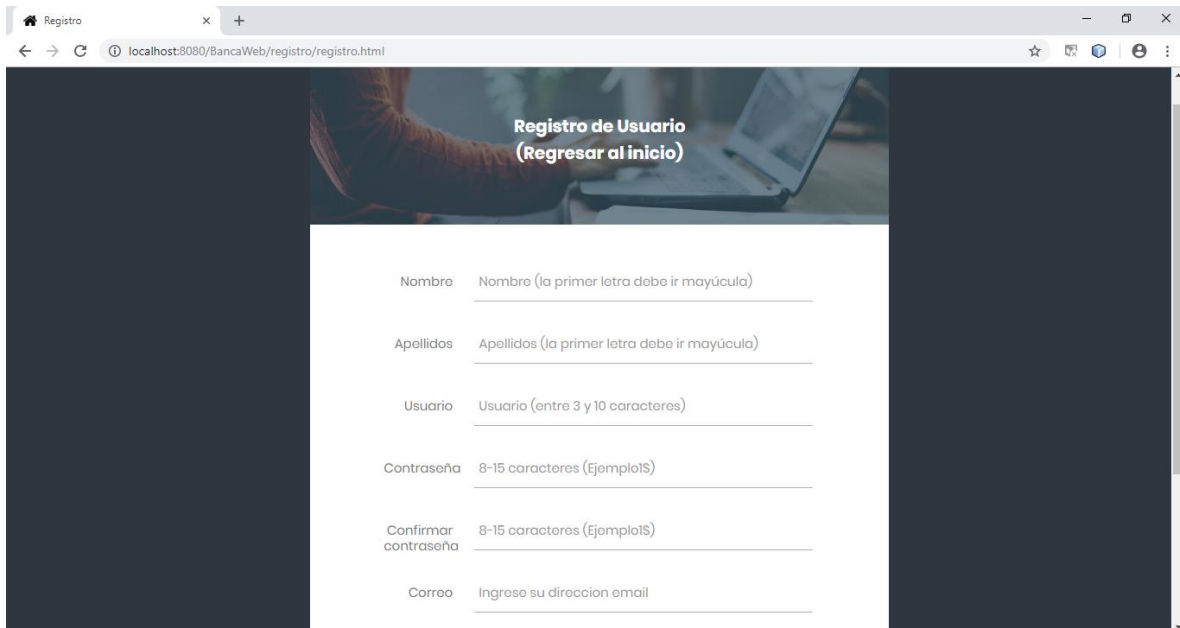 Registro
localhost:8080/BancaWeb/registro/registro.html
Registro de Usuario
(Regresar al inicio)
Nombre Nombre (la primer letra debe ir mayúcula)
Apellidos Apellidos (la primer letra debe ir mayúcula)
Usuario Usuario (entre 3 y 10 caracteres)
Contraseña 8-15 caracteres (Ejemplo1$)
Confirmar contraseña 8-15 caracteres (Ejemplo1$)
Correo Ingrese su direccion email